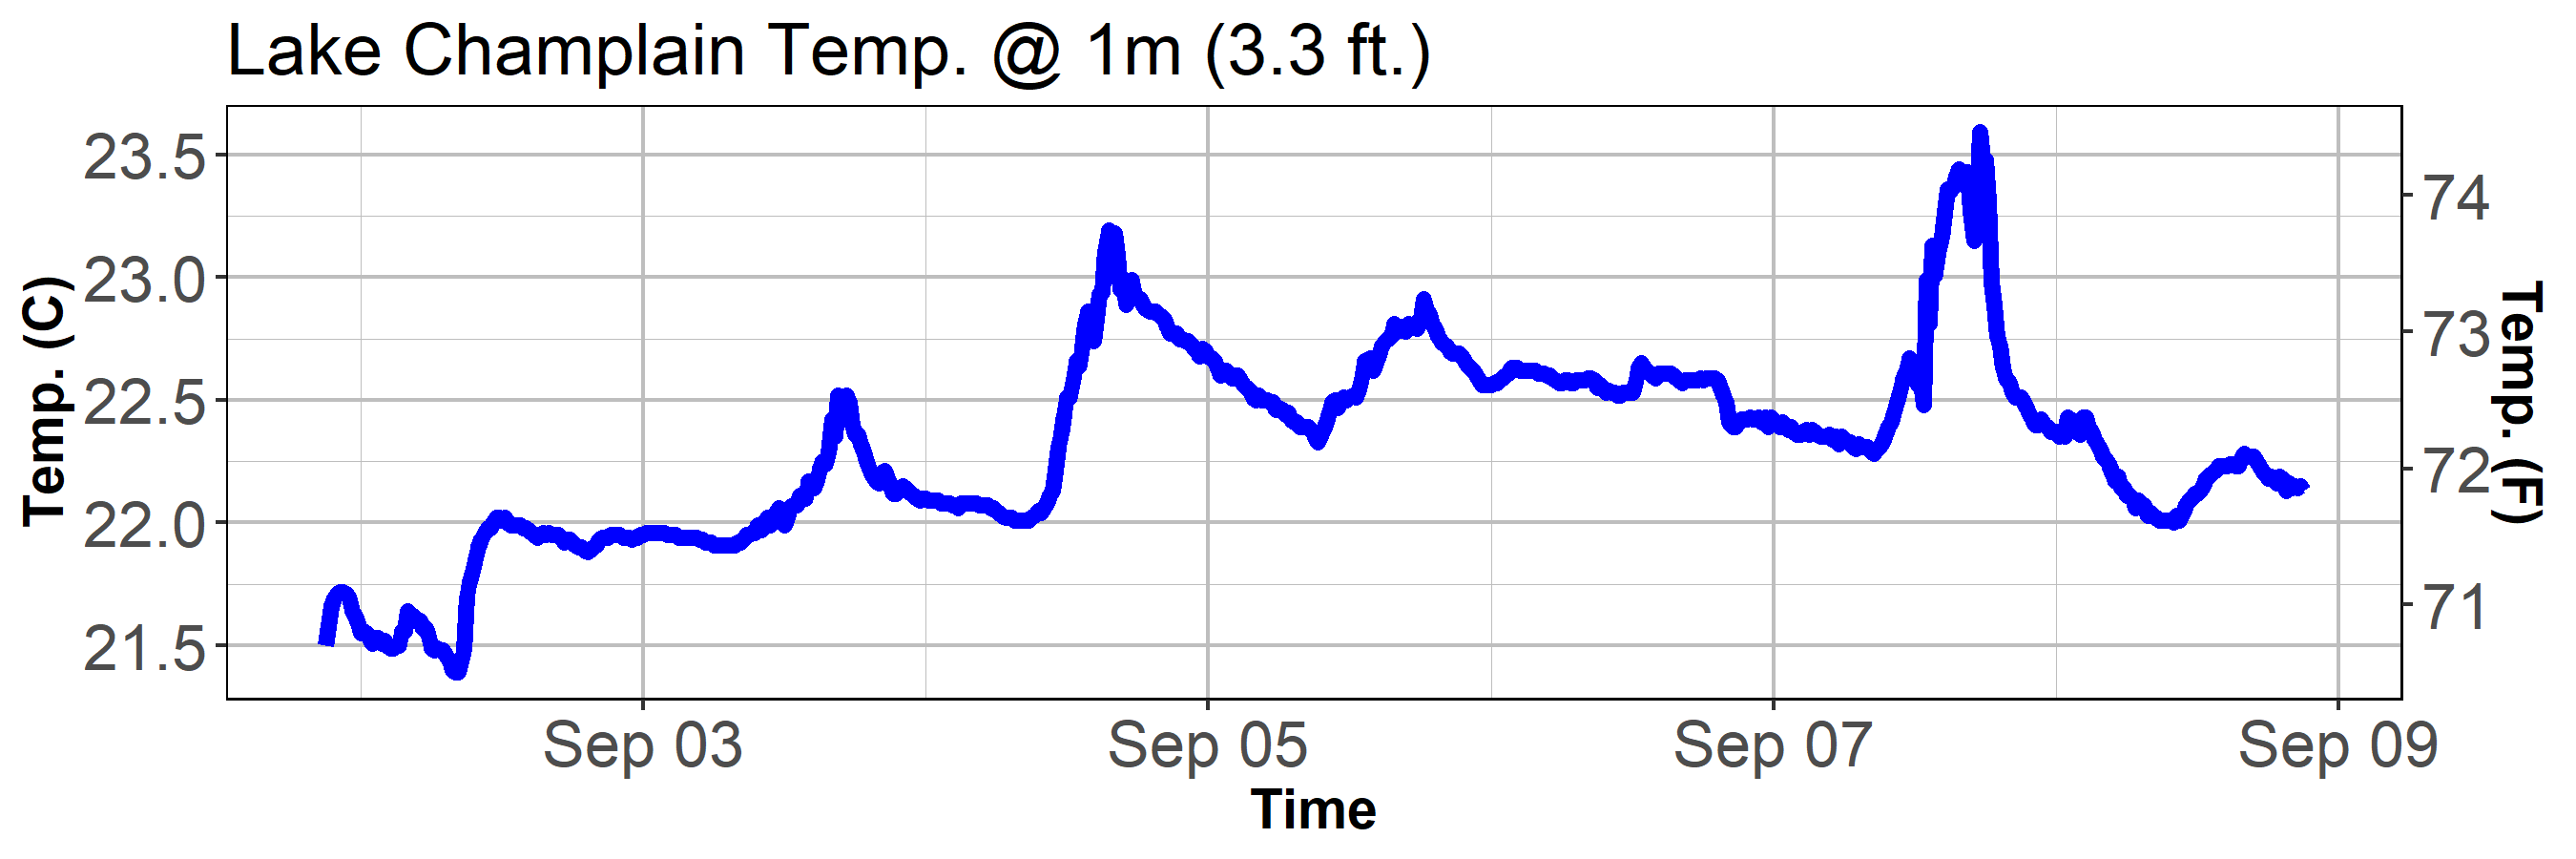 Lake Champlain Temp. @ 1m (3.3 ft.)
Temp. (C)
23.5
23.0
22.5
22.0
21.5
74
73
72
71
Temp. (F)
Sep 03
Sep 05
Sep 07
Sep 09
Time